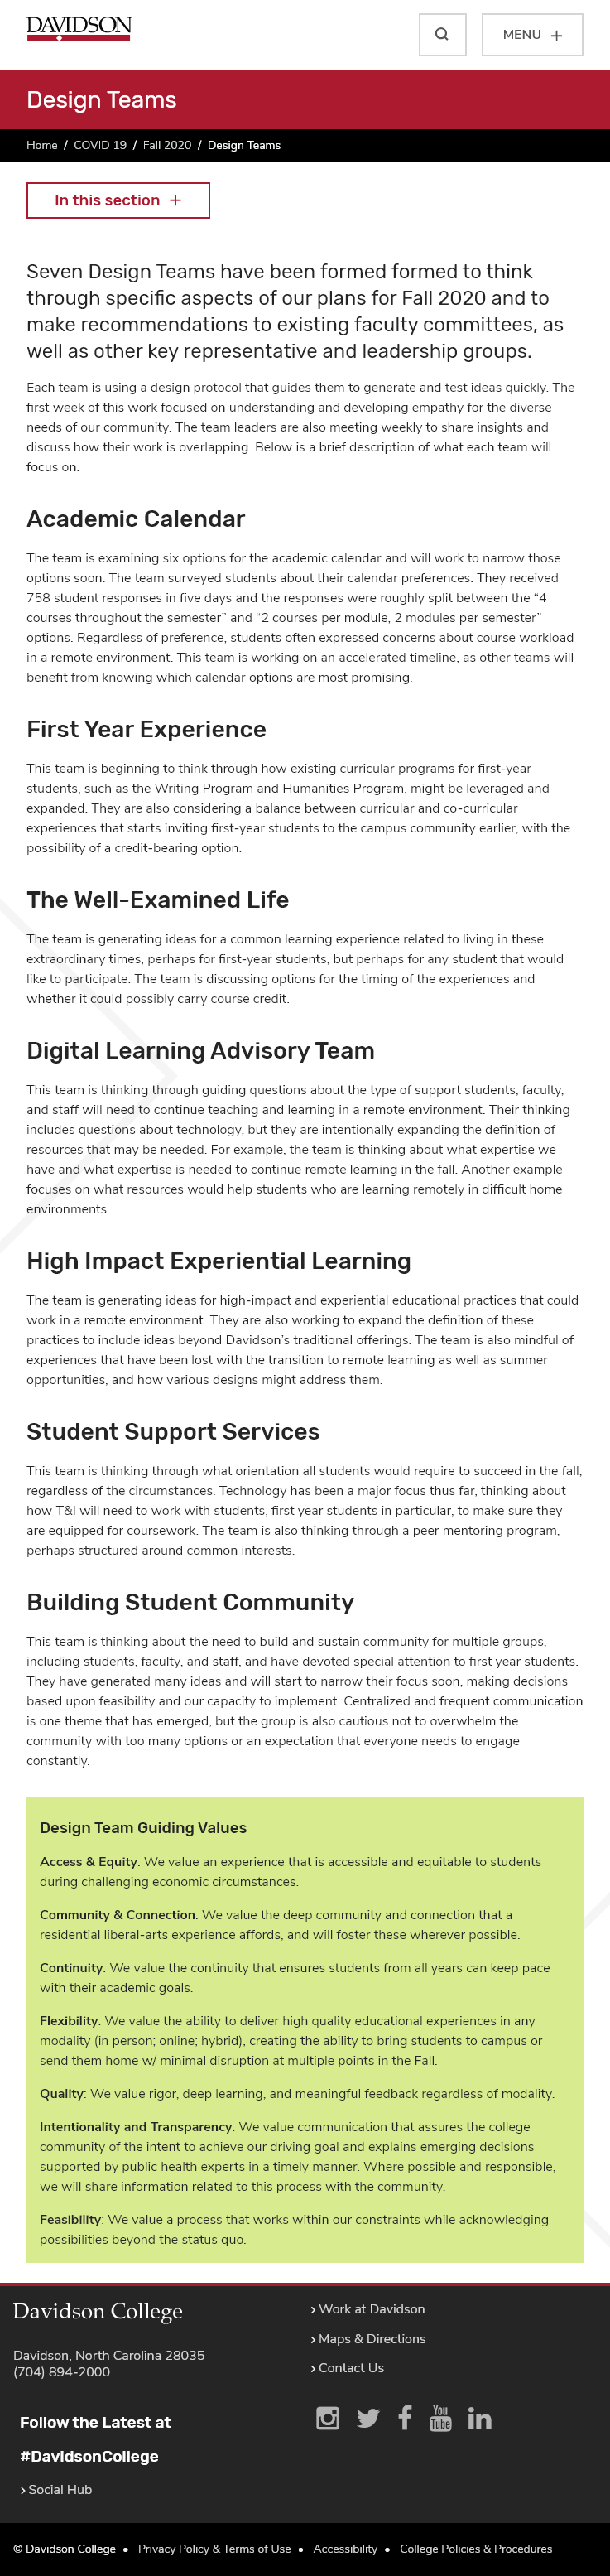 DAVIDSON
MENU +
Design Teams
Home / COVID 19 / Fall 2020 / Design Teams
In this section +
Seven Design Teams have been formed formed to think
through specific aspects of our plans for Fall 2020 and to
make recommendations to existing faculty committees, as
well as other key representative and leadership groups.
Each team is using a design protocol that guides them to generate and test ideas quickly. The
first week of this work focused on understanding and developing empathy for the diverse
needs of our community. The team leaders are also meeting weekly to share insights and
discuss how their work is overlapping. Below is a brief description of what each team will
focus on.
Academic Calendar
The team is examining six options for the academic calendar and will work to narrow those
options soon. The team surveyed students about their calendar preferences. They received
758 student responses in five days and the responses were roughly split between the “4
courses throughout the semester” and “2 courses per module, 2 modules per semester”
options. Regardless of preference, students often expressed concerns about course workload
in a remote environment. This team is working on an accelerated timeline, as other teams will
benefit from knowing which calendar options are most promising.
First Year Experience
This team is beginning to think through how existing curricular programs for first-year
students, such as the Writing Program and Humanities Program, might be leveraged and
expanded. They are also considering a balance between curricular and co-curricular
experiences that starts inviting first-year students to the campus community earlier, with the
possibility of a credit-bearing option.
The Well-Examined Life
The team is generating ideas for a common learning experience related to living in these
extraordinary times, perhaps for first-year students, but perhaps for any student that would
like to participate. The team is discussing options for the timing of the experiences and
whether it could possibly carry course credit.
Digital Learning Advisory Team
This team is thinking through guiding questions about the type of support students, faculty,
and staff will need to continue teaching and learning in a remote environment. Their thinking
includes questions about technology, but they are intentionally expanding the definition of
resources that may be needed. For example, the team is thinking about what expertise we
have and what expertise is needed to continue remote learning in the fall. Another example
focuses on what resources would help students who are learning remotely in difficult home
environments.
High Impact Experiential Learning
The team is generating ideas for high-impact and experiential educational practices that could
work in a remote environment. They are also working to expand the definition of these
practices to include ideas beyond Davidson’s traditional offerings. The team is also mindful of
experiences that have been lost with the transition to remote learning as well as summer
opportunities, and how various designs might address them.
Student Support Services
This team is thinking through what orientation all students would require to succeed in the fall,
regardless of the circumstances. Technology has been a major focus thus far, thinking about
how T&I will need to work with students, first year students in particular, to make sure they
are equipped for coursework. The team is also thinking through a peer mentoring program,
perhaps structured around common interests.
Building Student Community
This team is thinking about the need to build and sustain community for multiple groups,
including students, faculty, and staff, and have devoted special attention to first year students.
They have generated many ideas and will start to narrow their focus soon, making decisions
based upon feasibility and our capacity to implement. Centralized and frequent communication
is one theme that has emerged, but the group is also cautious not to overwhelm the
community with too many options or an expectation that everyone needs to engage
constantly.
Design Team Guiding Values
Access & Equity: We value an experience that is accessible and equitable to students
during challenging economic circumstances.
Community & Connection: We value the deep community and connection that a
residential liberal-arts experience affords, and will foster these wherever possible.
Continuity: We value the continuity that ensures students from all years can keep pace
with their academic goals.
Flexibility: We value the ability to deliver high quality educational experiences in any
modality (in person; online; hybrid), creating the ability to bring students to campus or
send them home w/ minimal disruption at multiple points in the Fall.
Quality: We value rigor, deep learning, and meaningful feedback regardless of modality.
Intentionality and Transparency: We value communication that assures the college
community of the intent to achieve our driving goal and explains emerging decisions
supported by public health experts in a timely manner. Where possible and responsible,
we will share information related to this process with the community.
Feasibility: We value a process that works within our constraints while acknowledging
possibilities beyond the status quo.
Davidson College
Davidson, North Carolina 28035
(704) 894-2000
Follow the Latest at
#DavidsonCollege
Social Hub
Work at Davidson
Maps & Directions
Contact Us
You Tube
© Davidson College • Privacy Policy & Terms of Use • Accessibility • College Policies & Procedures